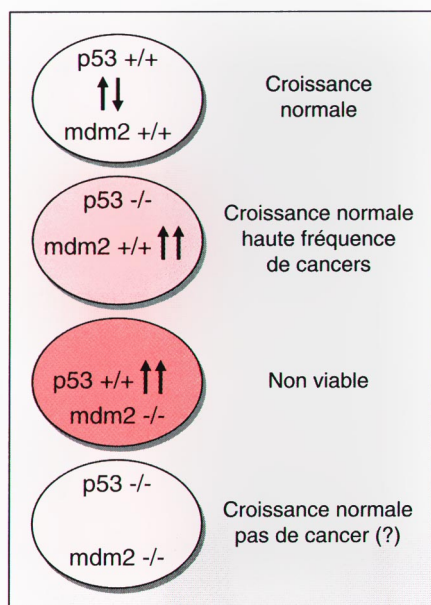 p53 +/+
mdm2 +/+
Croissance
normale
p53 -/-
mdm2 +/+
Croissance normale
haute fréquence
de cancers
p53 +/+
mdm2 -/-
Non viable
p53 -/-
mdm2 -/-
Croissance normale
pas de cancer (?)